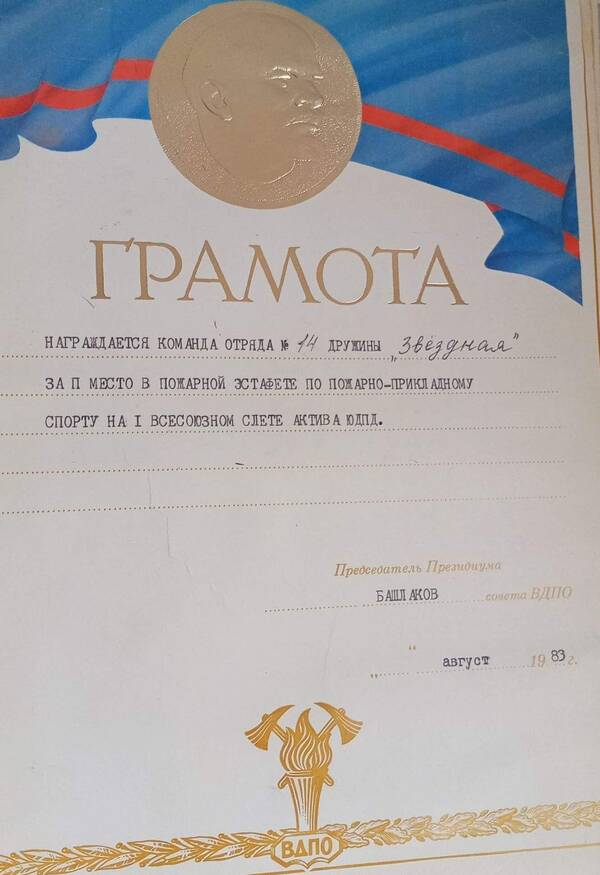 ГРАМОТА
НАГРАЖДАЕТСЯ КОМАНДА ОТРЯДА № 14 ДРУЖИНЫ „Звёздная"
ЗА П МЕСТО В ПОЖАРНОЙ ЭСТАФЕТЕ ПО ПОЖАРНО-ПРИКЛАДНОМУ
СПОРТУ НА I ВСЕСОЮЗНОМ СЛЕТЕ АКТИВА ЮДПД.
Председатель Президиума
БАШЛАКОВ совета ВДПО
„ " август 1983 г.
ВДПО